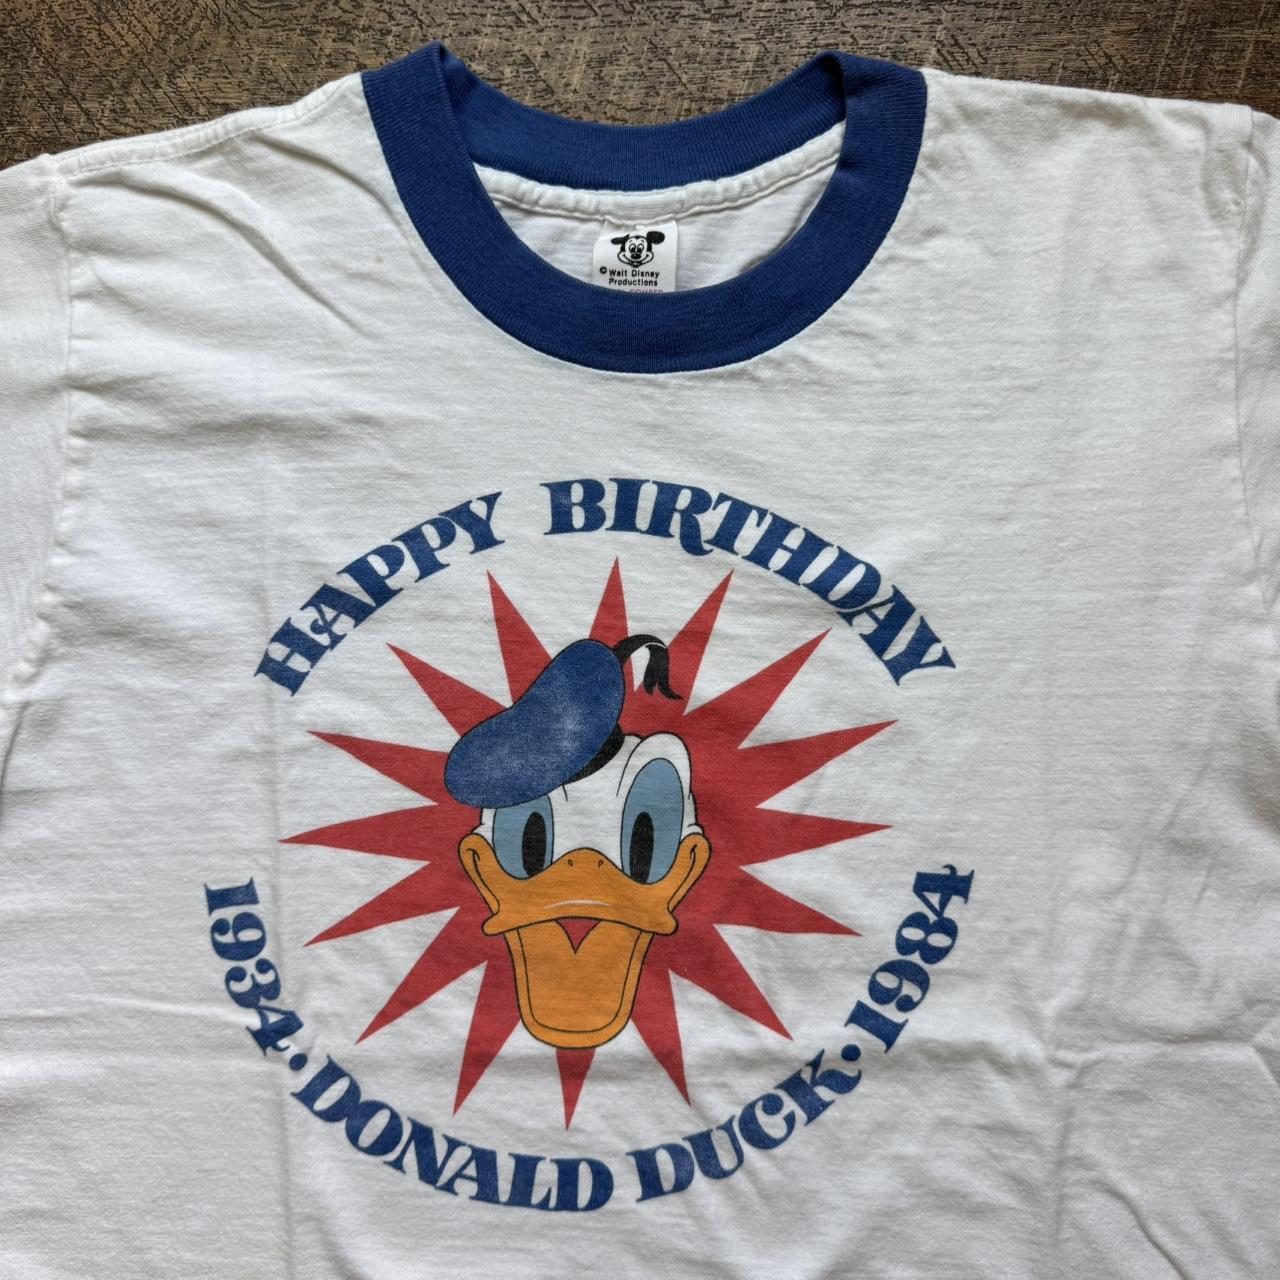 © Walt Disney
Productions
HAPPY BIRTHDAY
1934 · DONALD DUCK · 1984